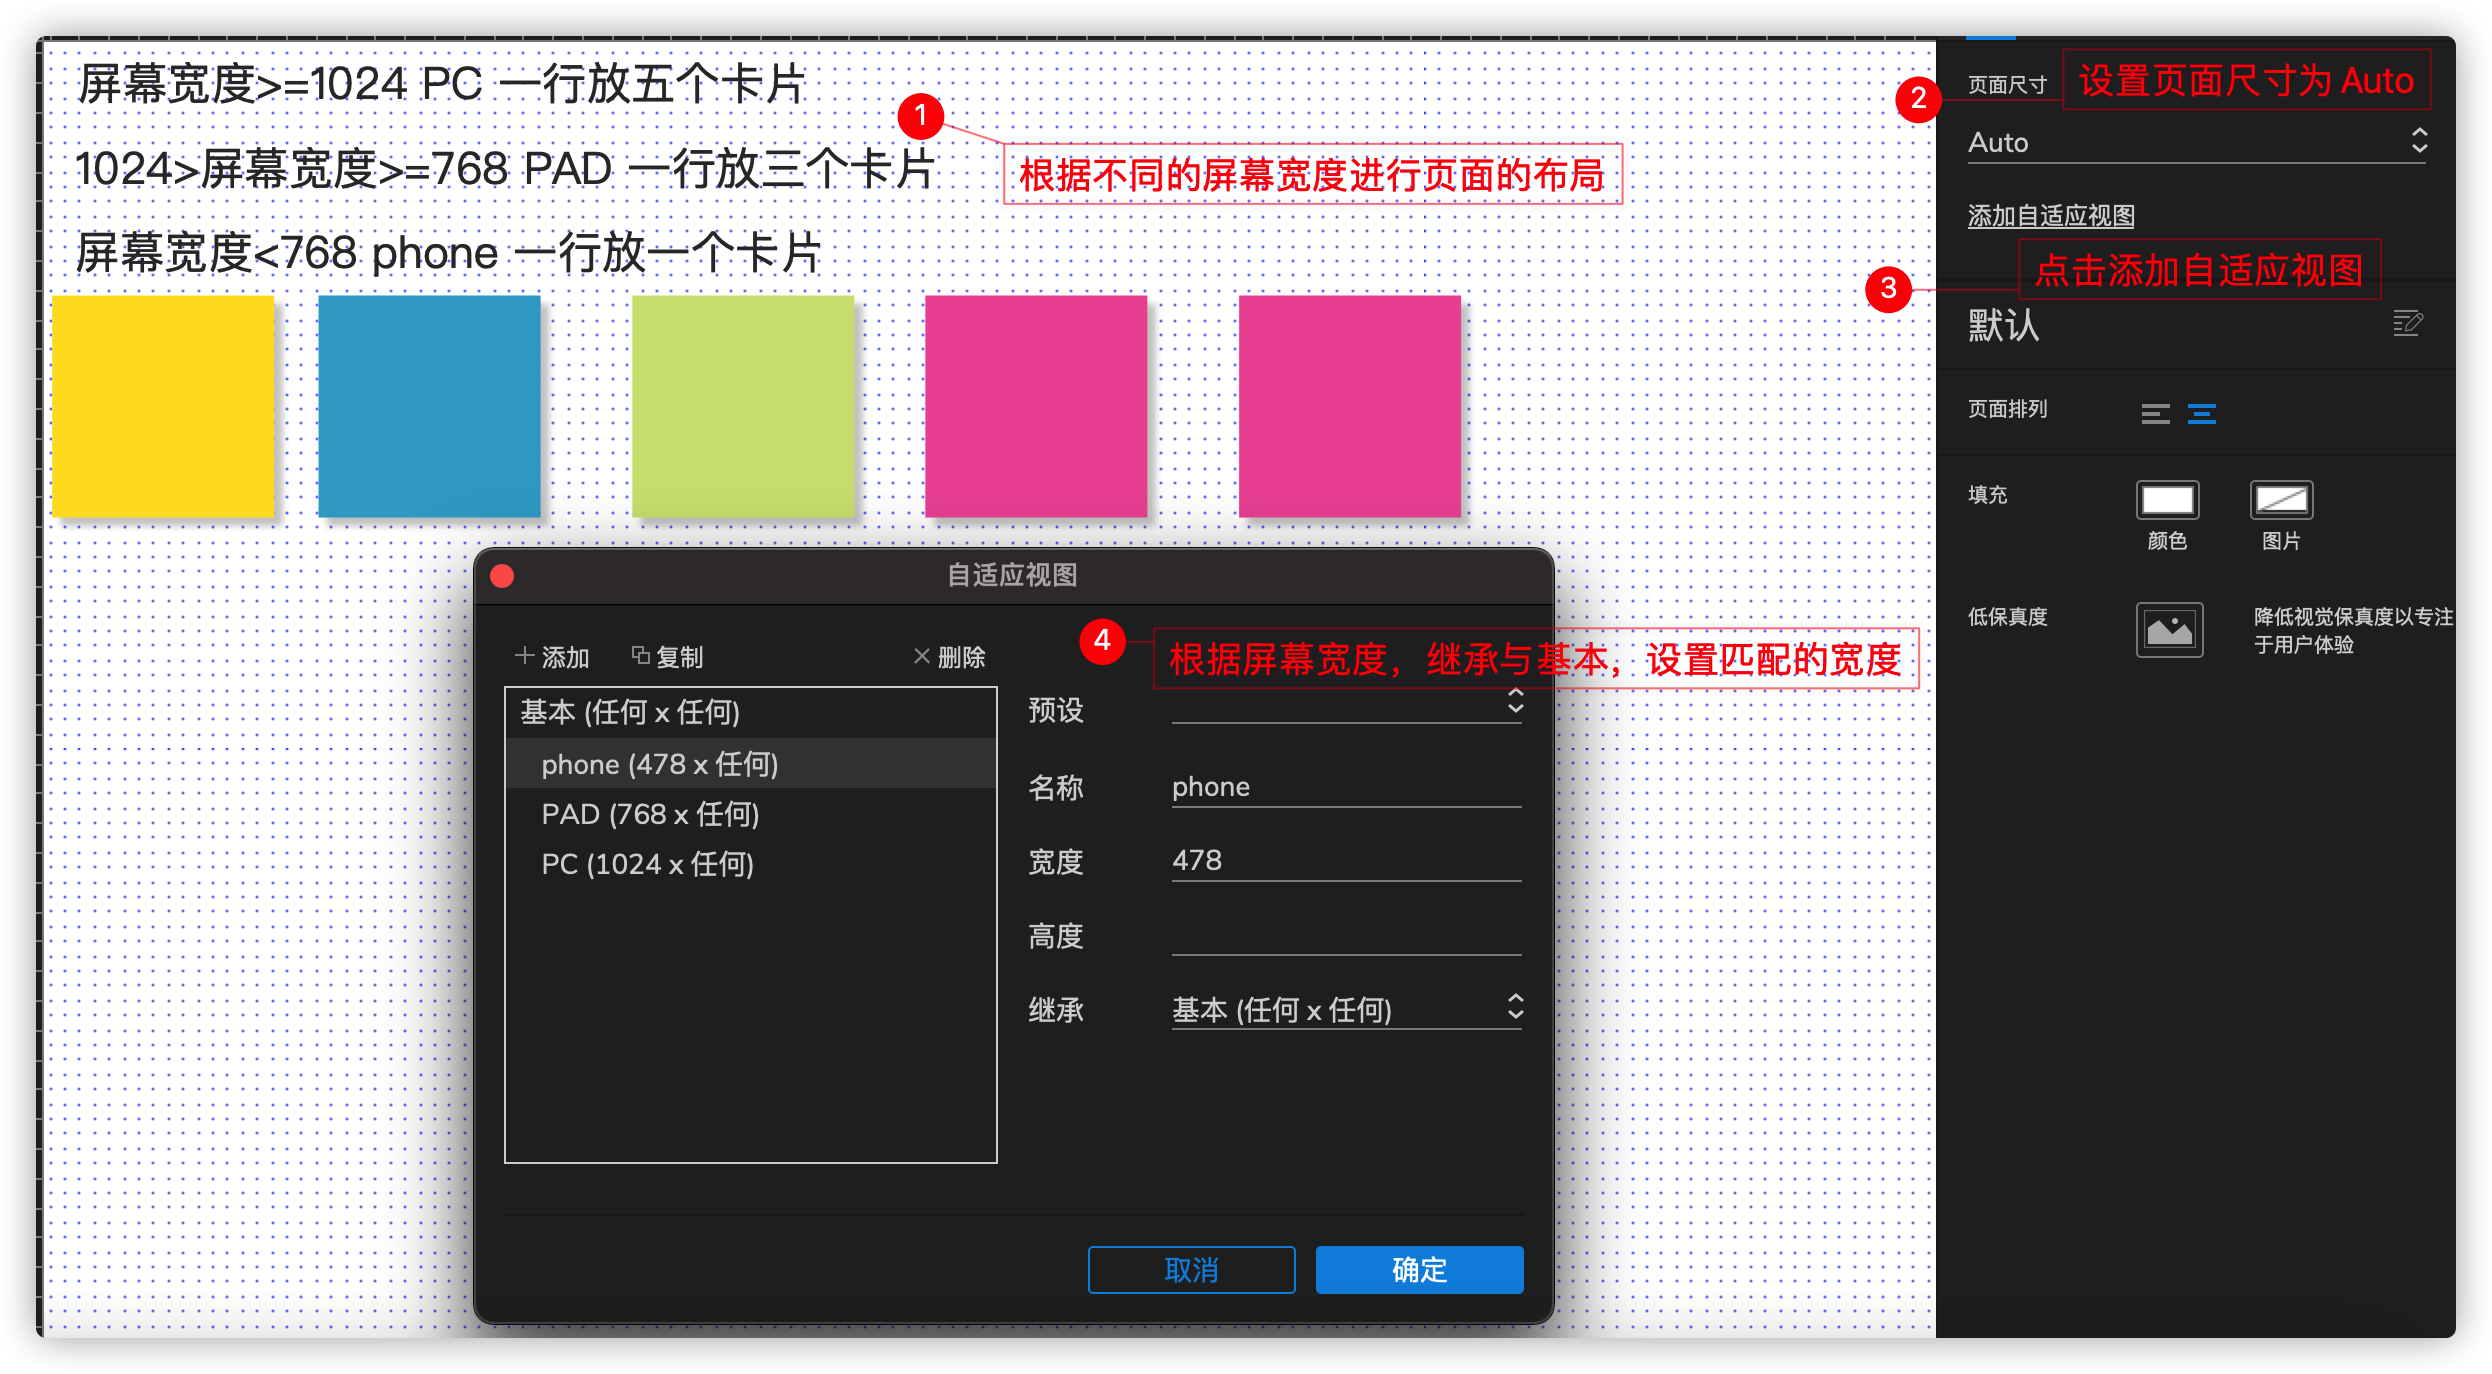 屏幕宽度>=1024 PC 一行放五个卡片
1
1024>屏幕宽度>=768 PAD 一行放三个卡片
根据不同的屏幕宽度进行页面的布局
屏幕宽度<768 phone 一行放一个卡片
2
页面尺寸
设置页面尺寸为 Auto
Auto
添加自适应视图
3
点击添加自适应视图
默认
页面排列
填充
颜色
图片
低保真度
降低视觉保真度以专注
于用户体验
自适应视图
添加
复制
删除
4
根据屏幕宽度，继承与基本，设置匹配的宽度
基本 (任何 x 任何)
phone (478 x 任何)
PAD (768 x 任何)
PC (1024 x 任何)
预设
名称
phone
宽度
478
高度
继承
基本 (任何 x 任何)
取消
确定